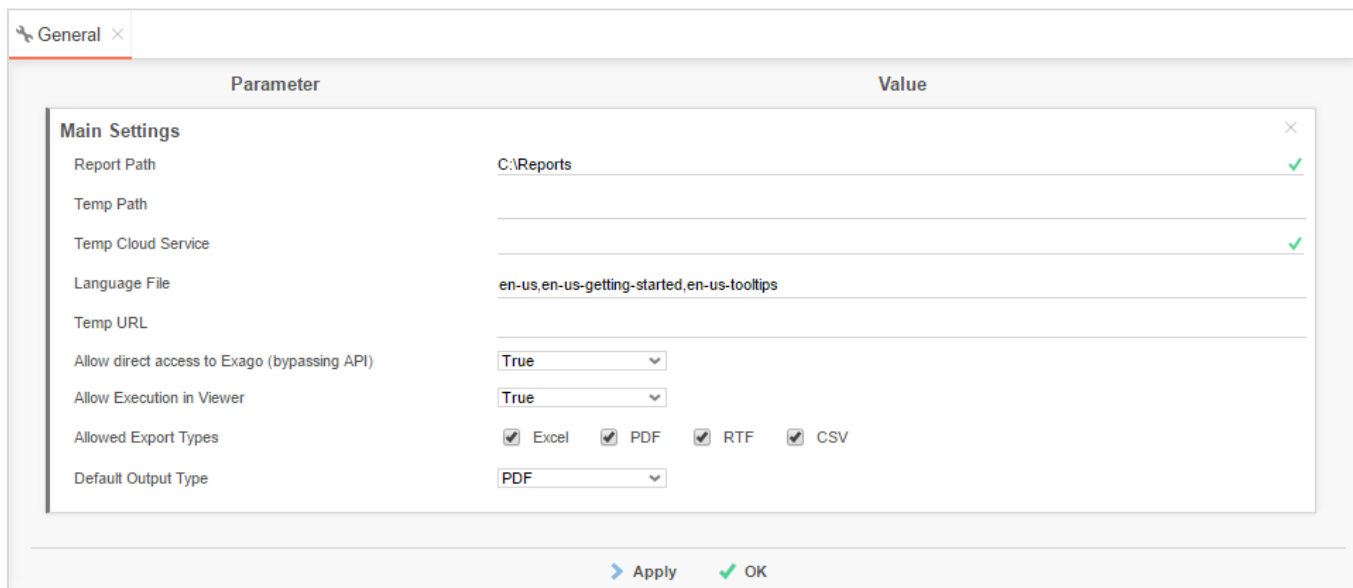 General
Parameter Value
Main Settings
Report Path C:\Reports
Temp Path
Temp Cloud Service
Language File en-us,en-us-getting-started,en-us-tooltips
Temp URL
Allow direct access to Exago (bypassing API) True
Allow Execution in Viewer True
Allowed Export Types Excel PDF RTF CSV
Default Output Type PDF
Apply OK